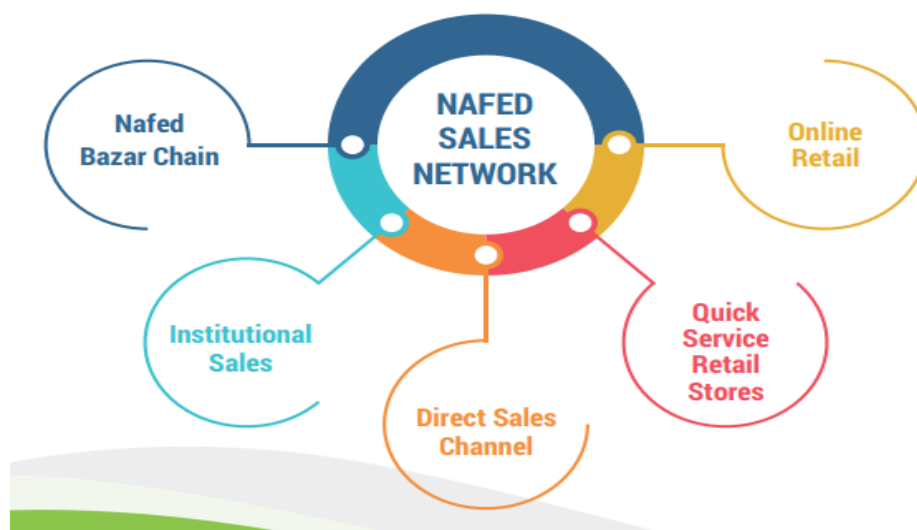 NAFED
SALES
NETWORK
Nafed
Bazar Chain
Online
Retail
Institutional
Sales
Quick
Service
Retail
Stores
Direct Sales
Channel